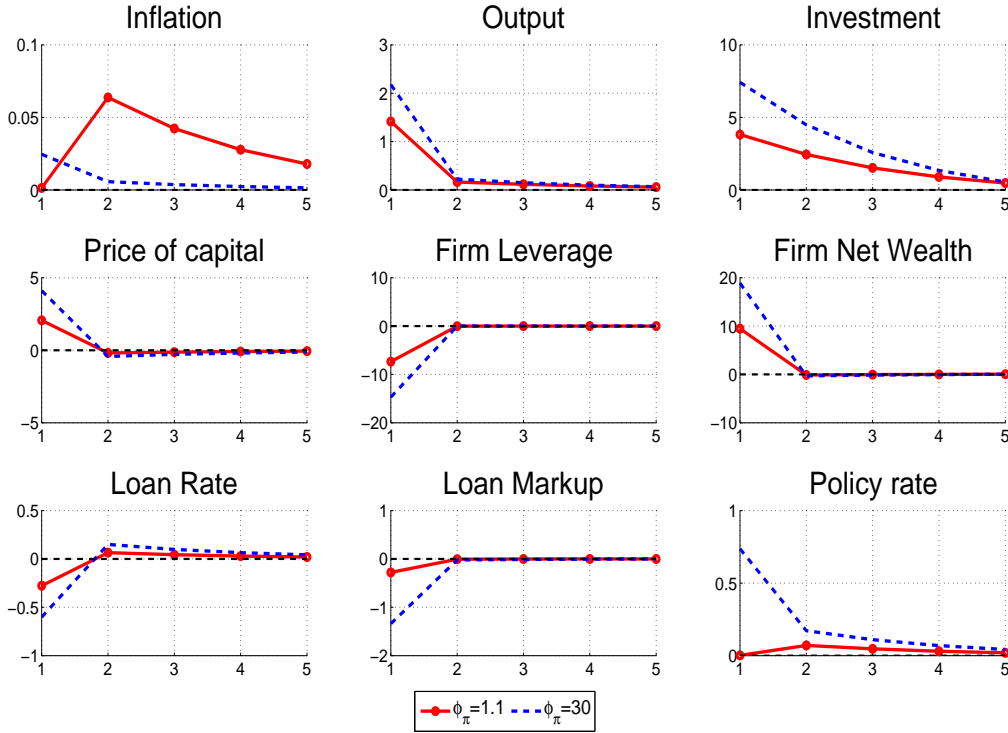 Inflation Output Investment
0.1
0.05
0
1 2 3 4 5
3
2
1
0
1 2 3 4 5
10
5
0
1 2 3 4 5
Price of capital Firm Leverage Firm Net Wealth
5
0
−5
1 2 3 4 5
10
0
−10
−20
1 2 3 4 5
20
10
0
−10
1 2 3 4 5
Loan Rate Loan Markup Policy rate
0.5
0
−0.5
−1
1 2 3 4 5
1
0
−1
−2
1 2 3 4 5
1
0.5
0
1 2 3 4 5
ϕπ=1.1 ϕπ=30